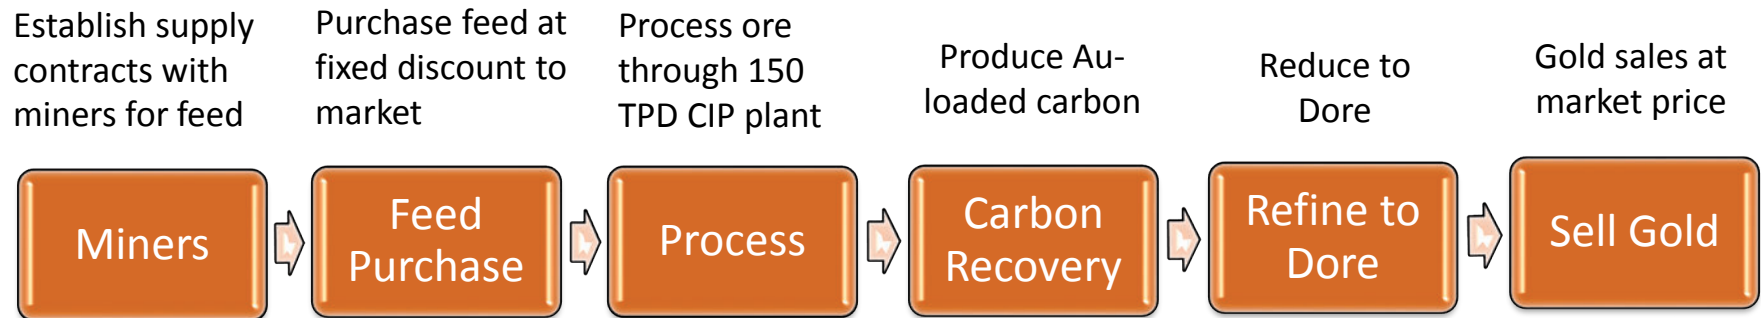 Establish supply
contracts with
miners for feed
Purchase feed at
fixed discount to
market
Process ore
through 150
TPD CIP plant
Produce Au-
loaded carbon
Reduce to
Dore
Gold sales at
market price
Miners
Feed
Purchase
Process
Carbon
Recovery
Refine to
Dore
Sell Gold